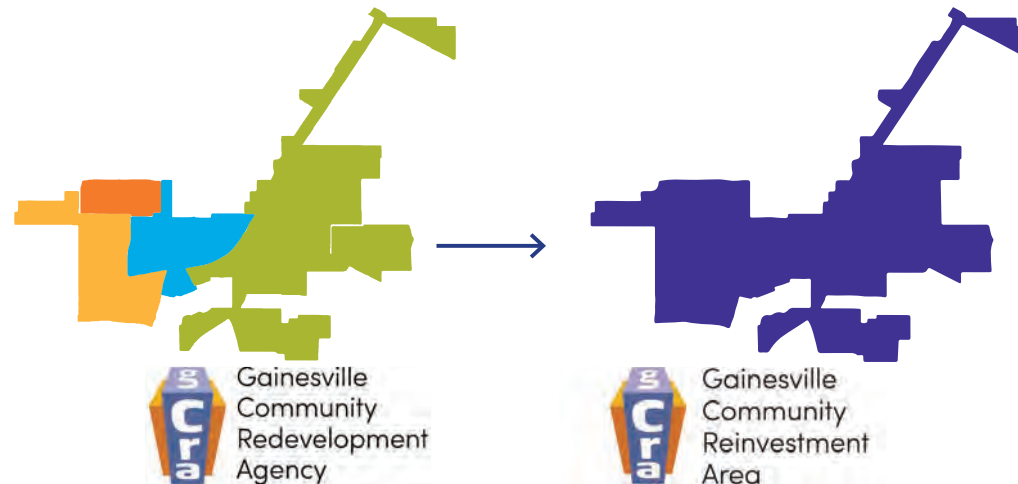 g
Cra
Gainesville
Community
Redevelopment
Agency
g
Cra
Gainesville
Community
Reinvestment
Area